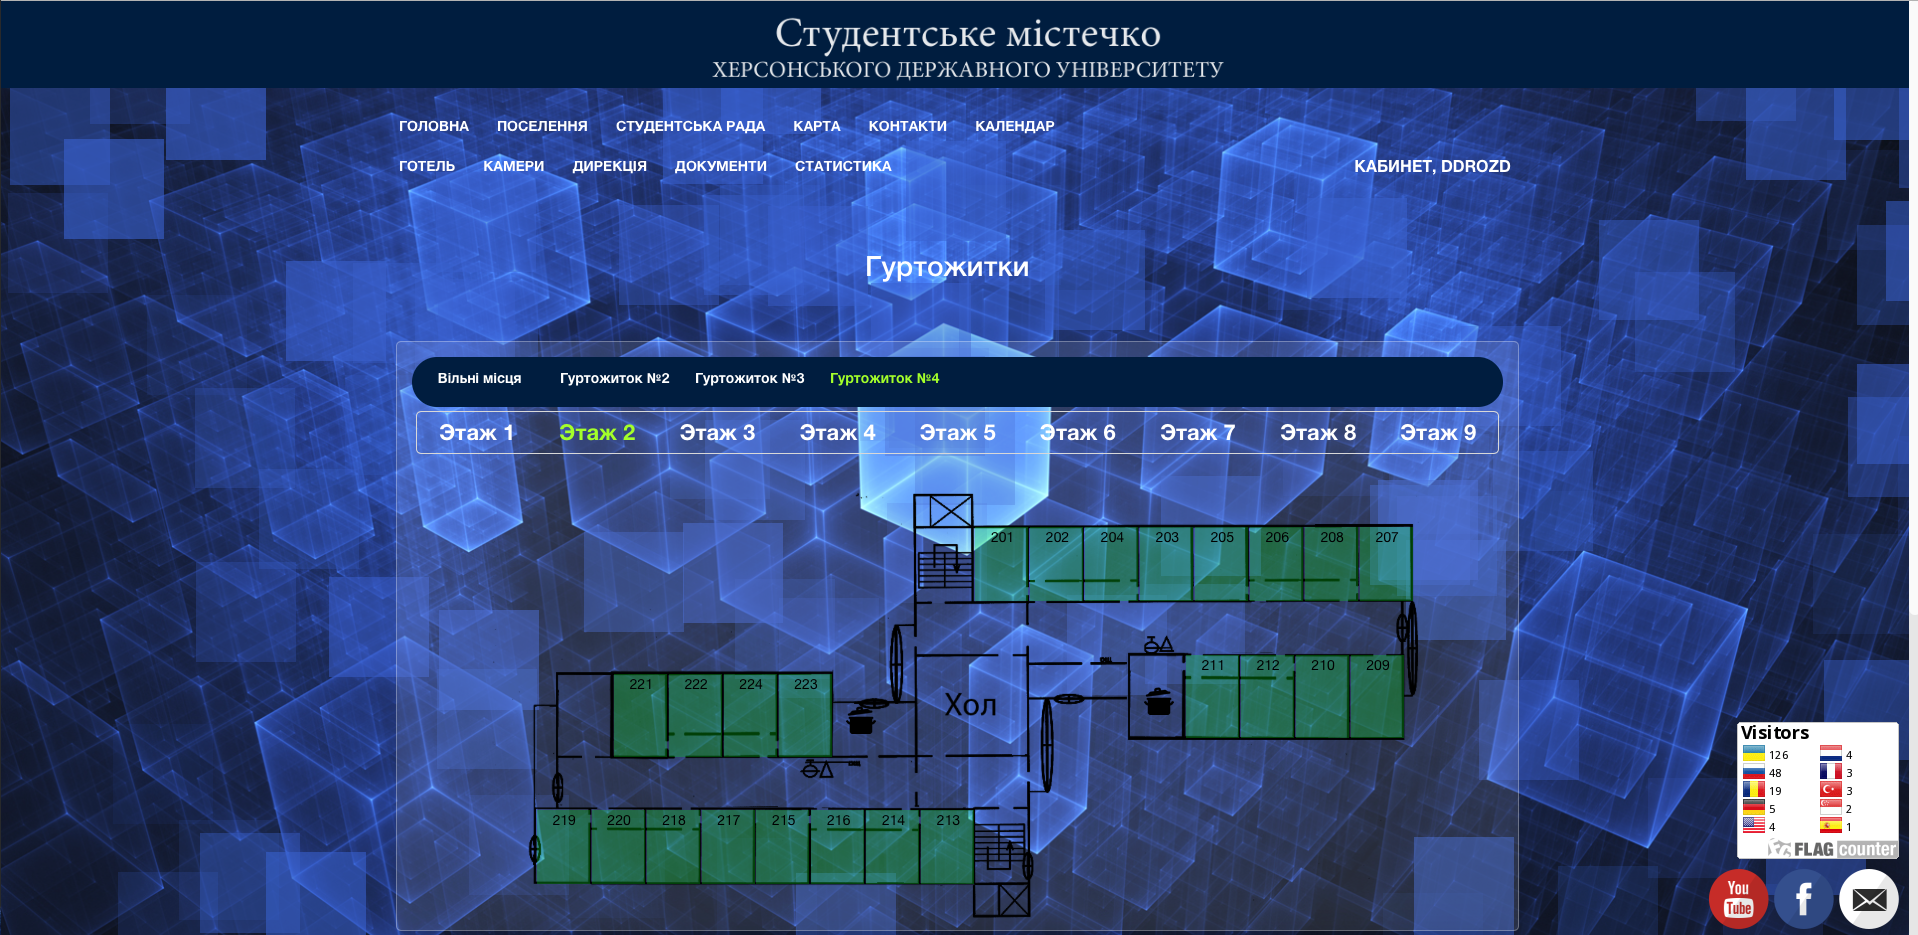 Студентське містечко
ХЕРСОНСЬКОГО ДЕРЖАВНОГО УНІВЕРСИТЕТУ
ГОЛОВНА ПОСЕЛЕННЯ СТУДЕНТСЬКА РАДА КАРТА КОНТАКТИ КАЛЕНДАР
ГОТЕЛЬ КАМЕРИ ДИРЕКЦІЯ ДОКУМЕНТИ СТАТИСТИКА КАБИНЕТ, DDROZD
Гуртожитки
Вільні місця Гуртожиток №2 Гуртожиток №3 Гуртожиток №4
Этаж 1 Этаж 2 Этаж 3 Этаж 4 Этаж 5 Этаж 6 Этаж 7 Этаж 8 Этаж 9
201 202 204 203 205 206 208 207
211 212 210 209
221 222 224 223
Хол
219 220 218 217 215 216 214 213
Visitors
126 4
48 3
19 3
5 2
4 1
FLAG counter
You
Tube
f